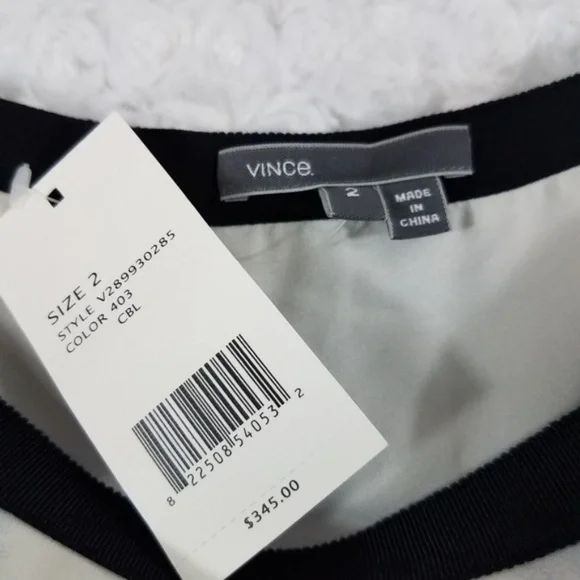 VINCE.
2
MADE
IN
CHINA
SIZE 2
STYLE V289930285
COLOR 403
CBL
8 22508 54053 2
$345.00